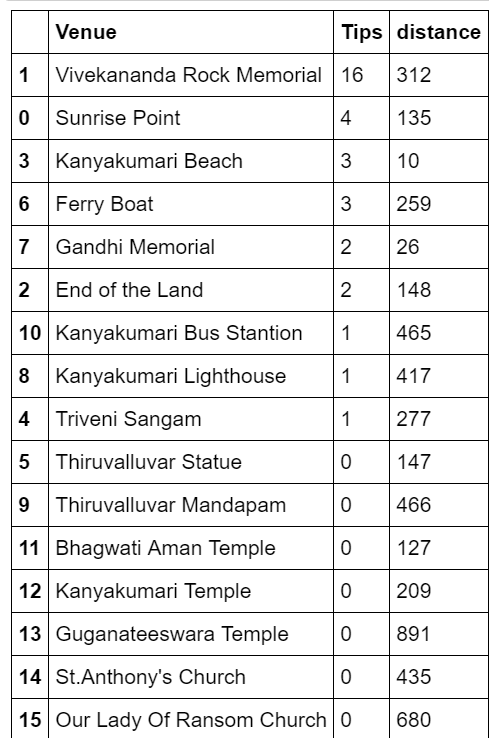 Venue Tips distance
1 Vivekananda Rock Memorial 16 312
0 Sunrise Point 4 135
3 Kanyakumari Beach 3 10
6 Ferry Boat 3 259
7 Gandhi Memorial 2 26
2 End of the Land 2 148
10 Kanyakumari Bus Stantion 1 465
8 Kanyakumari Lighthouse 1 417
4 Triveni Sangam 1 277
5 Thiruvalluvar Statue 0 147
9 Thiruvalluvar Mandapam 0 466
11 Bhagwati Aman Temple 0 127
12 Kanyakumari Temple 0 209
13 Guganateeswara Temple 0 891
14 St.Anthony's Church 0 435
15 Our Lady Of Ransom Church 0 680